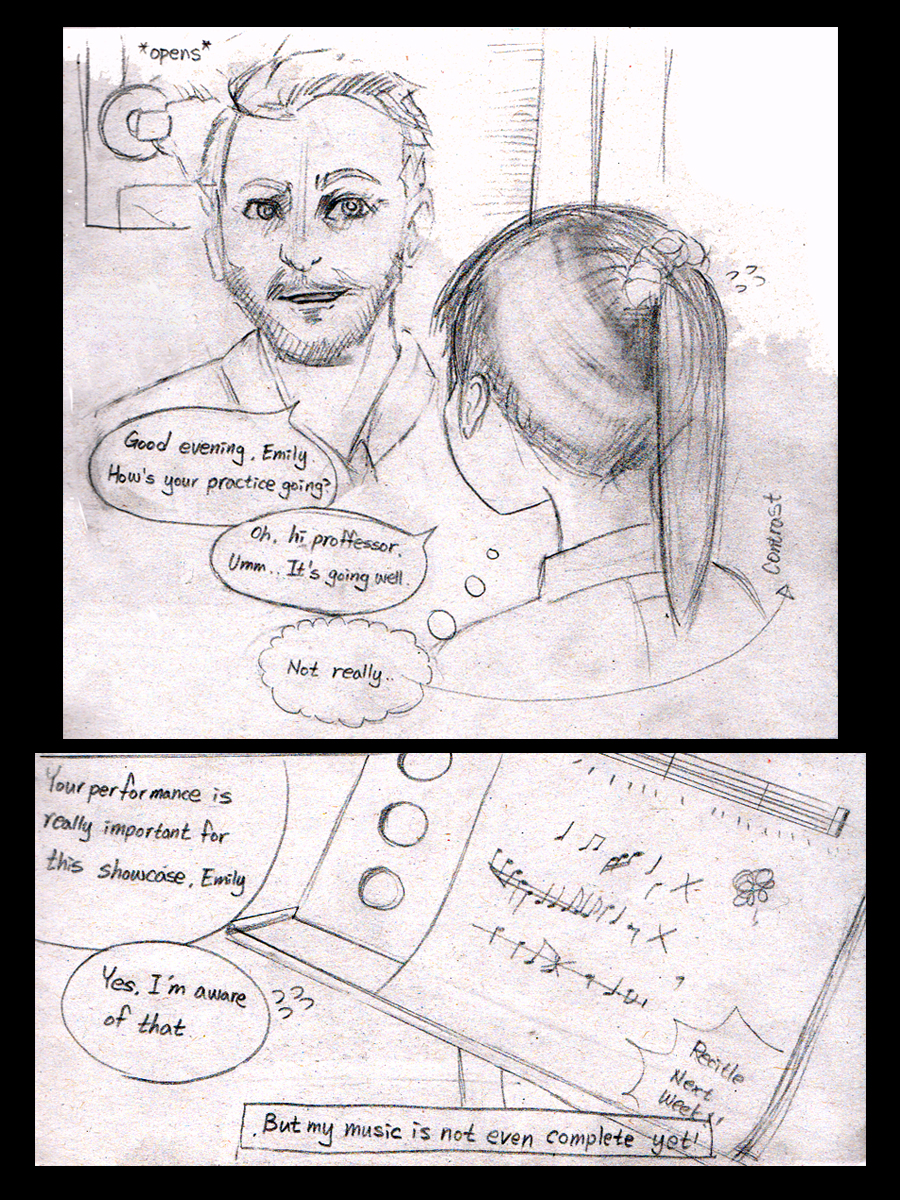 *opens*
Good evening, Emily
How's your practice going?
Oh, hi proffessor.
Umm.. It's going well.
Not really..
Contrast
Your performance is
really important for
this showcase, Emily
Yes, I'm aware
of that
Recitle
Next
Week!!
But my music is not even complete yet!